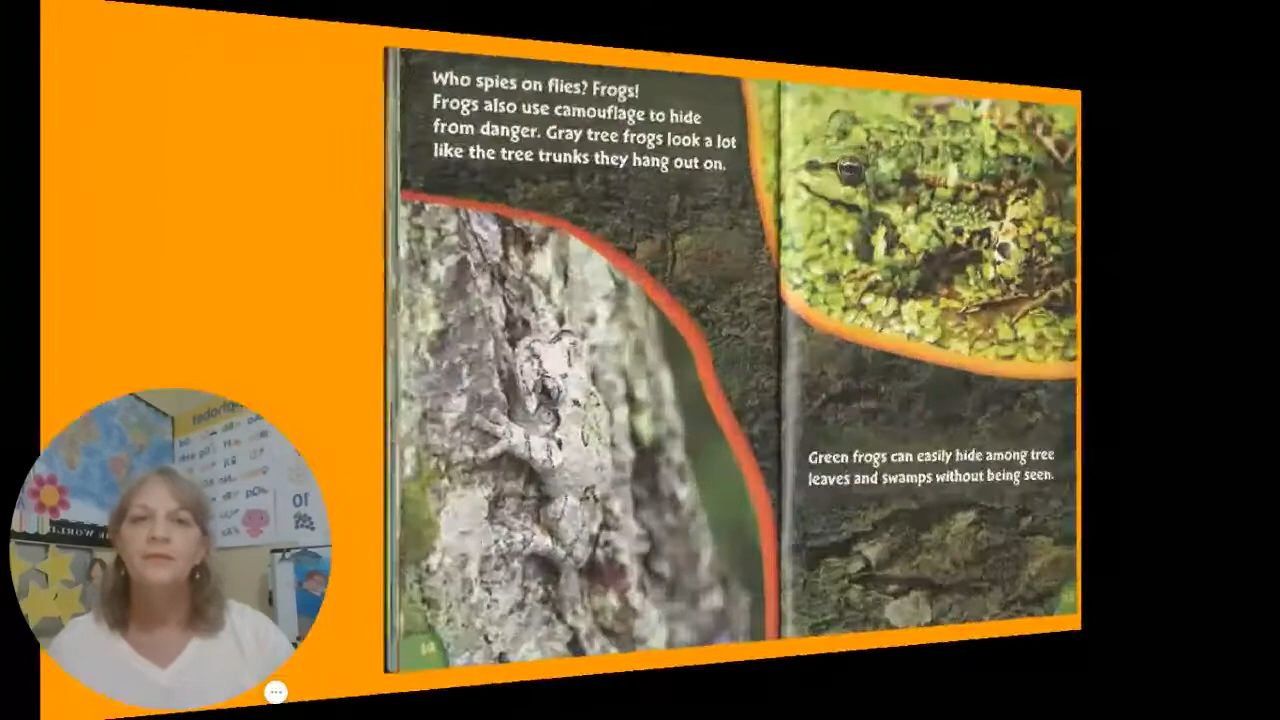 Who spies on flies? Frogs!
Frogs also use camouflage to hide
from danger. Gray tree frogs look a lot
like the tree trunks they hang out on.
Green frogs can easily hide among tree
leaves and swamps without being seen.